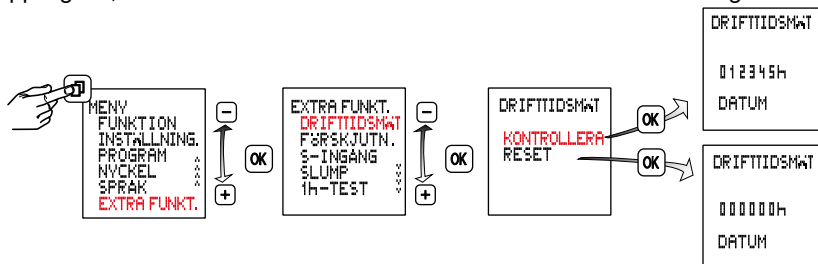 MENY
FUNKTION
INSTÄLLNING.
PROGRAM
NYCKEL
SPRÅK
EXTRA FUNKT.
−
OK
+
EXTRA FUNKT.
DRIFTTIDSMÄT
FÖRSKJUTN.
S-INGÅNG
SLUMP
1h-TEST
−
OK
+
DRIFTTIDSMÄT
KONTROLLERA
RESET
OK
OK
DRIFTTIDSMÄT
012345h
DATUM
DRIFTTIDSMÄT
000000h
DATUM